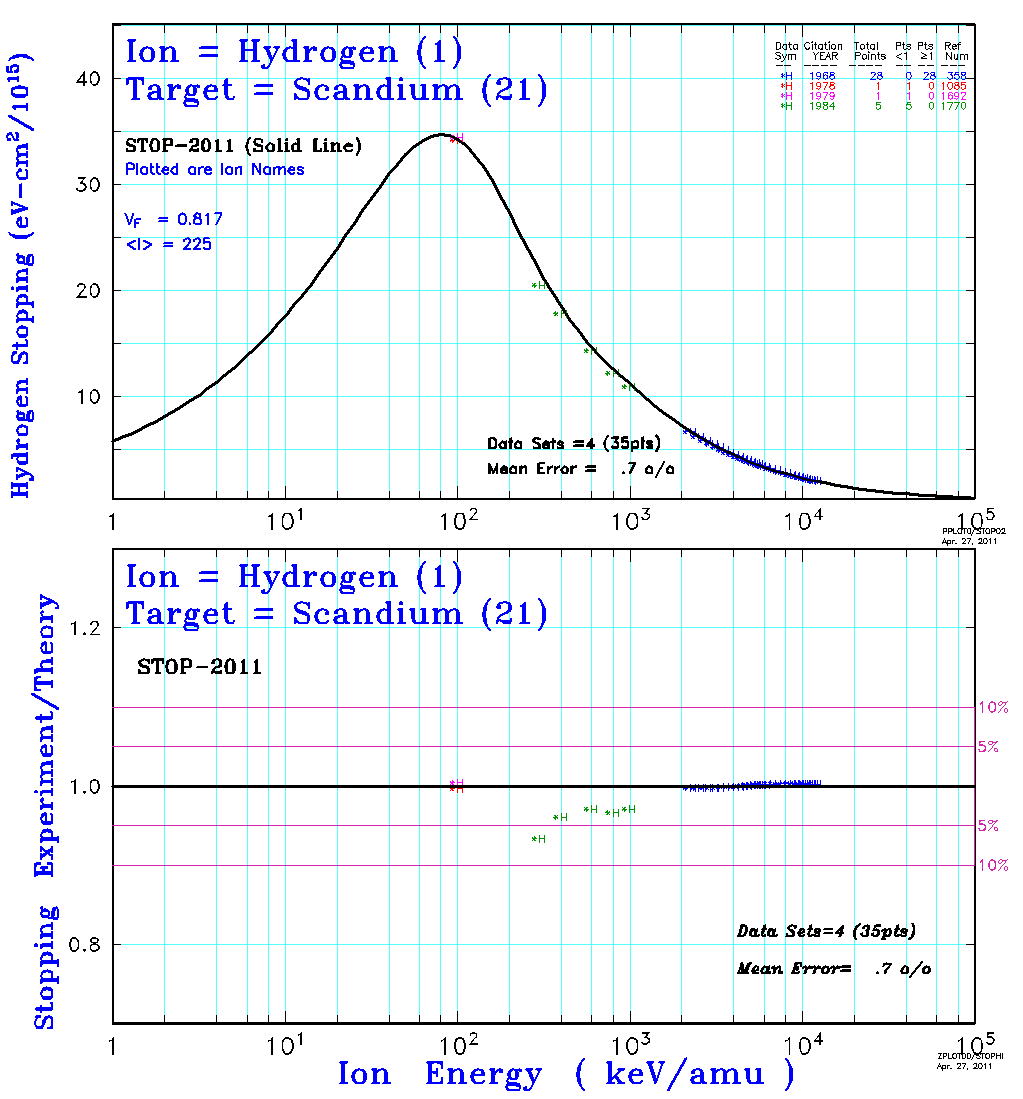 Ion = Hydrogen (1)
Target = Scandium (21)
Data Citation Total Pts Pts Ref
Sym YEAR Points <1 ≥1 Num
*H 1968 28 0 28 358
*H 1978 1 1 0 1085
*H 1979 1 1 0 1692
*H 1984 5 5 0 1770
STOP-2011 (Solid Line)
Plotted are Ion Names
V_F = 0.817
<I> = 225
Hydrogen Stopping (eV-cm²/10¹⁵)
40
30
20
10
Data Sets =4 (35pts)
Mean Error = .7 o/o
1 10¹ 10² 10³ 10⁴ 10⁵
PPLOT0/STOP02
Apr. 27, 2011
Ion = Hydrogen (1)
Target = Scandium (21)
STOP-2011
Stopping Experiment/Theory
1.2
1.0
0.8
10%
5%
5%
10%
Data Sets=4 (35pts)
Mean Error= .7 o/o
1 10¹ 10² 10³ 10⁴ 10⁵
ZPLOT0D/STOPHI
Apr. 27, 2011
Ion Energy ( keV/amu )